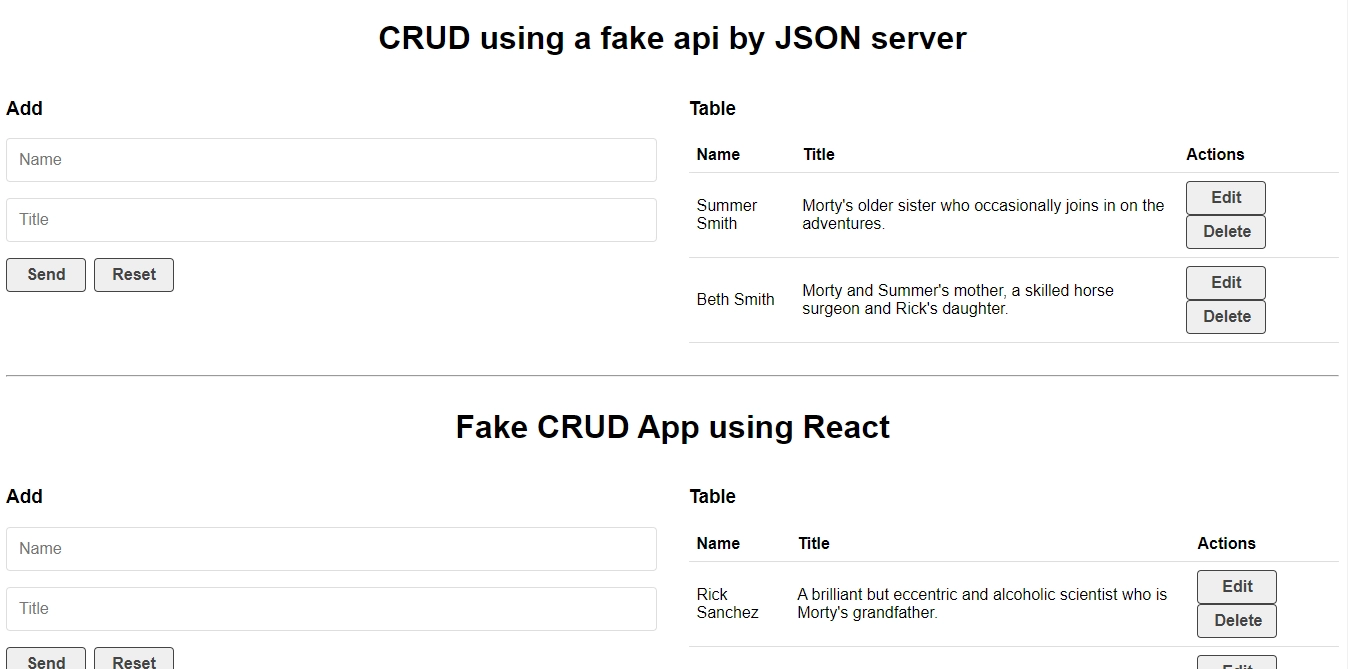 CRUD using a fake api by JSON server
Add
Name
Title
Send Reset
Table
Name Title Actions
Summer
Smith
Morty's older sister who occasionally joins in on the
adventures.
Edit
Delete
Beth Smith
Morty and Summer's mother, a skilled horse
surgeon and Rick's daughter.
Edit
Delete
Fake CRUD App using React
Add
Name
Title
Send Reset
Table
Name Title Actions
Rick
Sanchez
A brilliant but eccentric and alcoholic scientist who is
Morty's grandfather.
Edit
Delete
Edit